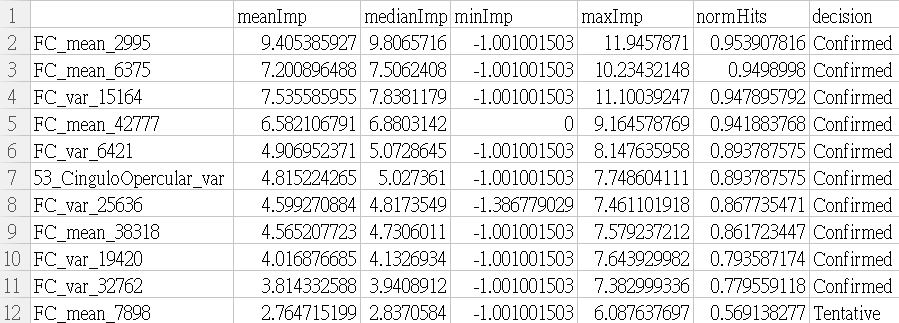 1 meanImp medianImp minImp maxImp normHits decision
2 FC_mean_2995 9.405385927 9.8065716 -1.001001503 11.9457871 0.953907816 Confirmed
3 FC_mean_6375 7.200896488 7.5062408 -1.001001503 10.23432148 0.9498998 Confirmed
4 FC_var_15164 7.535585955 7.8381179 -1.001001503 11.10039247 0.947895792 Confirmed
5 FC_mean_42777 6.582106791 6.8803142 0 9.164578769 0.941883768 Confirmed
6 FC_var_6421 4.906952371 5.0728645 -1.001001503 8.147635958 0.893787575 Confirmed
7 53_CinguloOpercular_var 4.815224265 5.027361 -1.001001503 7.748604111 0.893787575 Confirmed
8 FC_var_25636 4.599270884 4.8173549 -1.386779029 7.461101918 0.867735471 Confirmed
9 FC_mean_38318 4.565207723 4.7306011 -1.001001503 7.579237212 0.861723447 Confirmed
10 FC_var_19420 4.016876685 4.1326934 -1.001001503 7.643929982 0.793587174 Confirmed
11 FC_var_32762 3.814332588 3.9408912 -1.001001503 7.382999336 0.779559118 Confirmed
12 FC_mean_7898 2.764715199 2.8370584 -1.001001503 6.087637697 0.569138277 Tentative